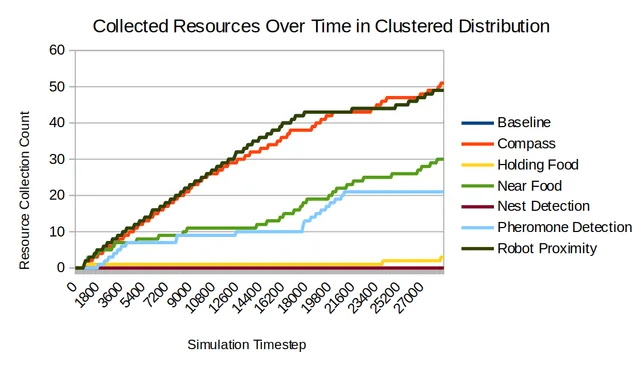 Collected Resources Over Time in Clustered Distribution
60
50
40
30
20
10
0
Resource Collection Count
0 1800 3600 5400 7200 9000 10800 12600 14400 16200 18000 19800 21600 23400 25200 27000
Simulation Timestep
Baseline
Compass
Holding Food
Near Food
Nest Detection
Pheromone Detection
Robot Proximity